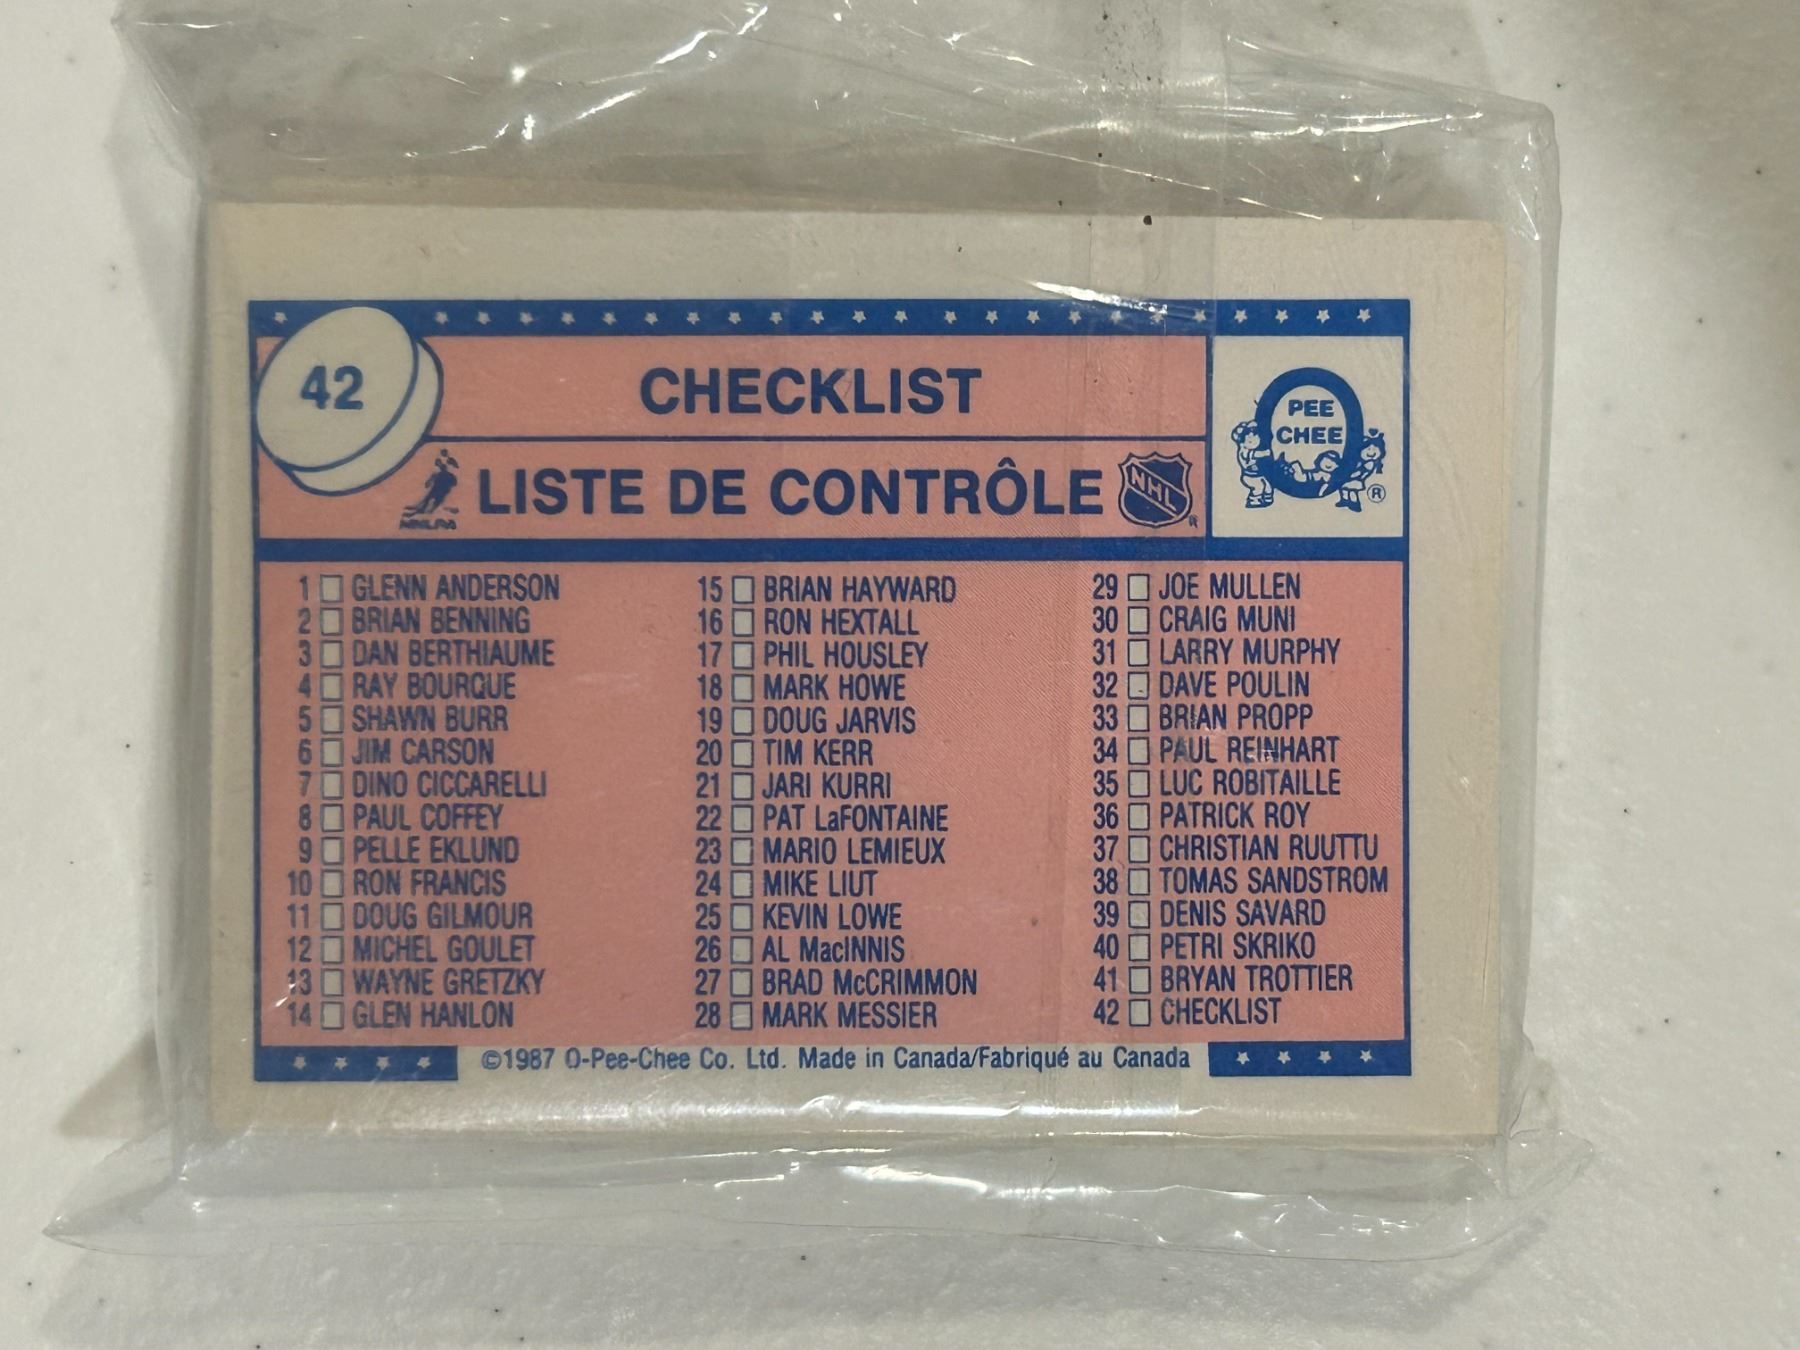 42
CHECKLIST
LISTE DE CONTRÔLE
NHLPA
NHL
PEE
CHEE
®
1 GLENN ANDERSON
2 BRIAN BENNING
3 DAN BERTHIAUME
4 RAY BOURQUE
5 SHAWN BURR
6 JIM CARSON
7 DINO CICCARELLI
8 PAUL COFFEY
9 PELLE EKLUND
10 RON FRANCIS
11 DOUG GILMOUR
12 MICHEL GOULET
13 WAYNE GRETZKY
14 GLEN HANLON
15 BRIAN HAYWARD
16 RON HEXTALL
17 PHIL HOUSLEY
18 MARK HOWE
19 DOUG JARVIS
20 TIM KERR
21 JARI KURRI
22 PAT LaFONTAINE
23 MARIO LEMIEUX
24 MIKE LIUT
25 KEVIN LOWE
26 AL MacINNIS
27 BRAD McCRIMMON
28 MARK MESSIER
29 JOE MULLEN
30 CRAIG MUNI
31 LARRY MURPHY
32 DAVE POULIN
33 BRIAN PROPP
34 PAUL REINHART
35 LUC ROBITAILLE
36 PATRICK ROY
37 CHRISTIAN RUUTTU
38 TOMAS SANDSTROM
39 DENIS SAVARD
40 PETRI SKRIKO
41 BRYAN TROTTIER
42 CHECKLIST
©1987 O-Pee-Chee Co. Ltd. Made in Canada/Fabriqué au Canada